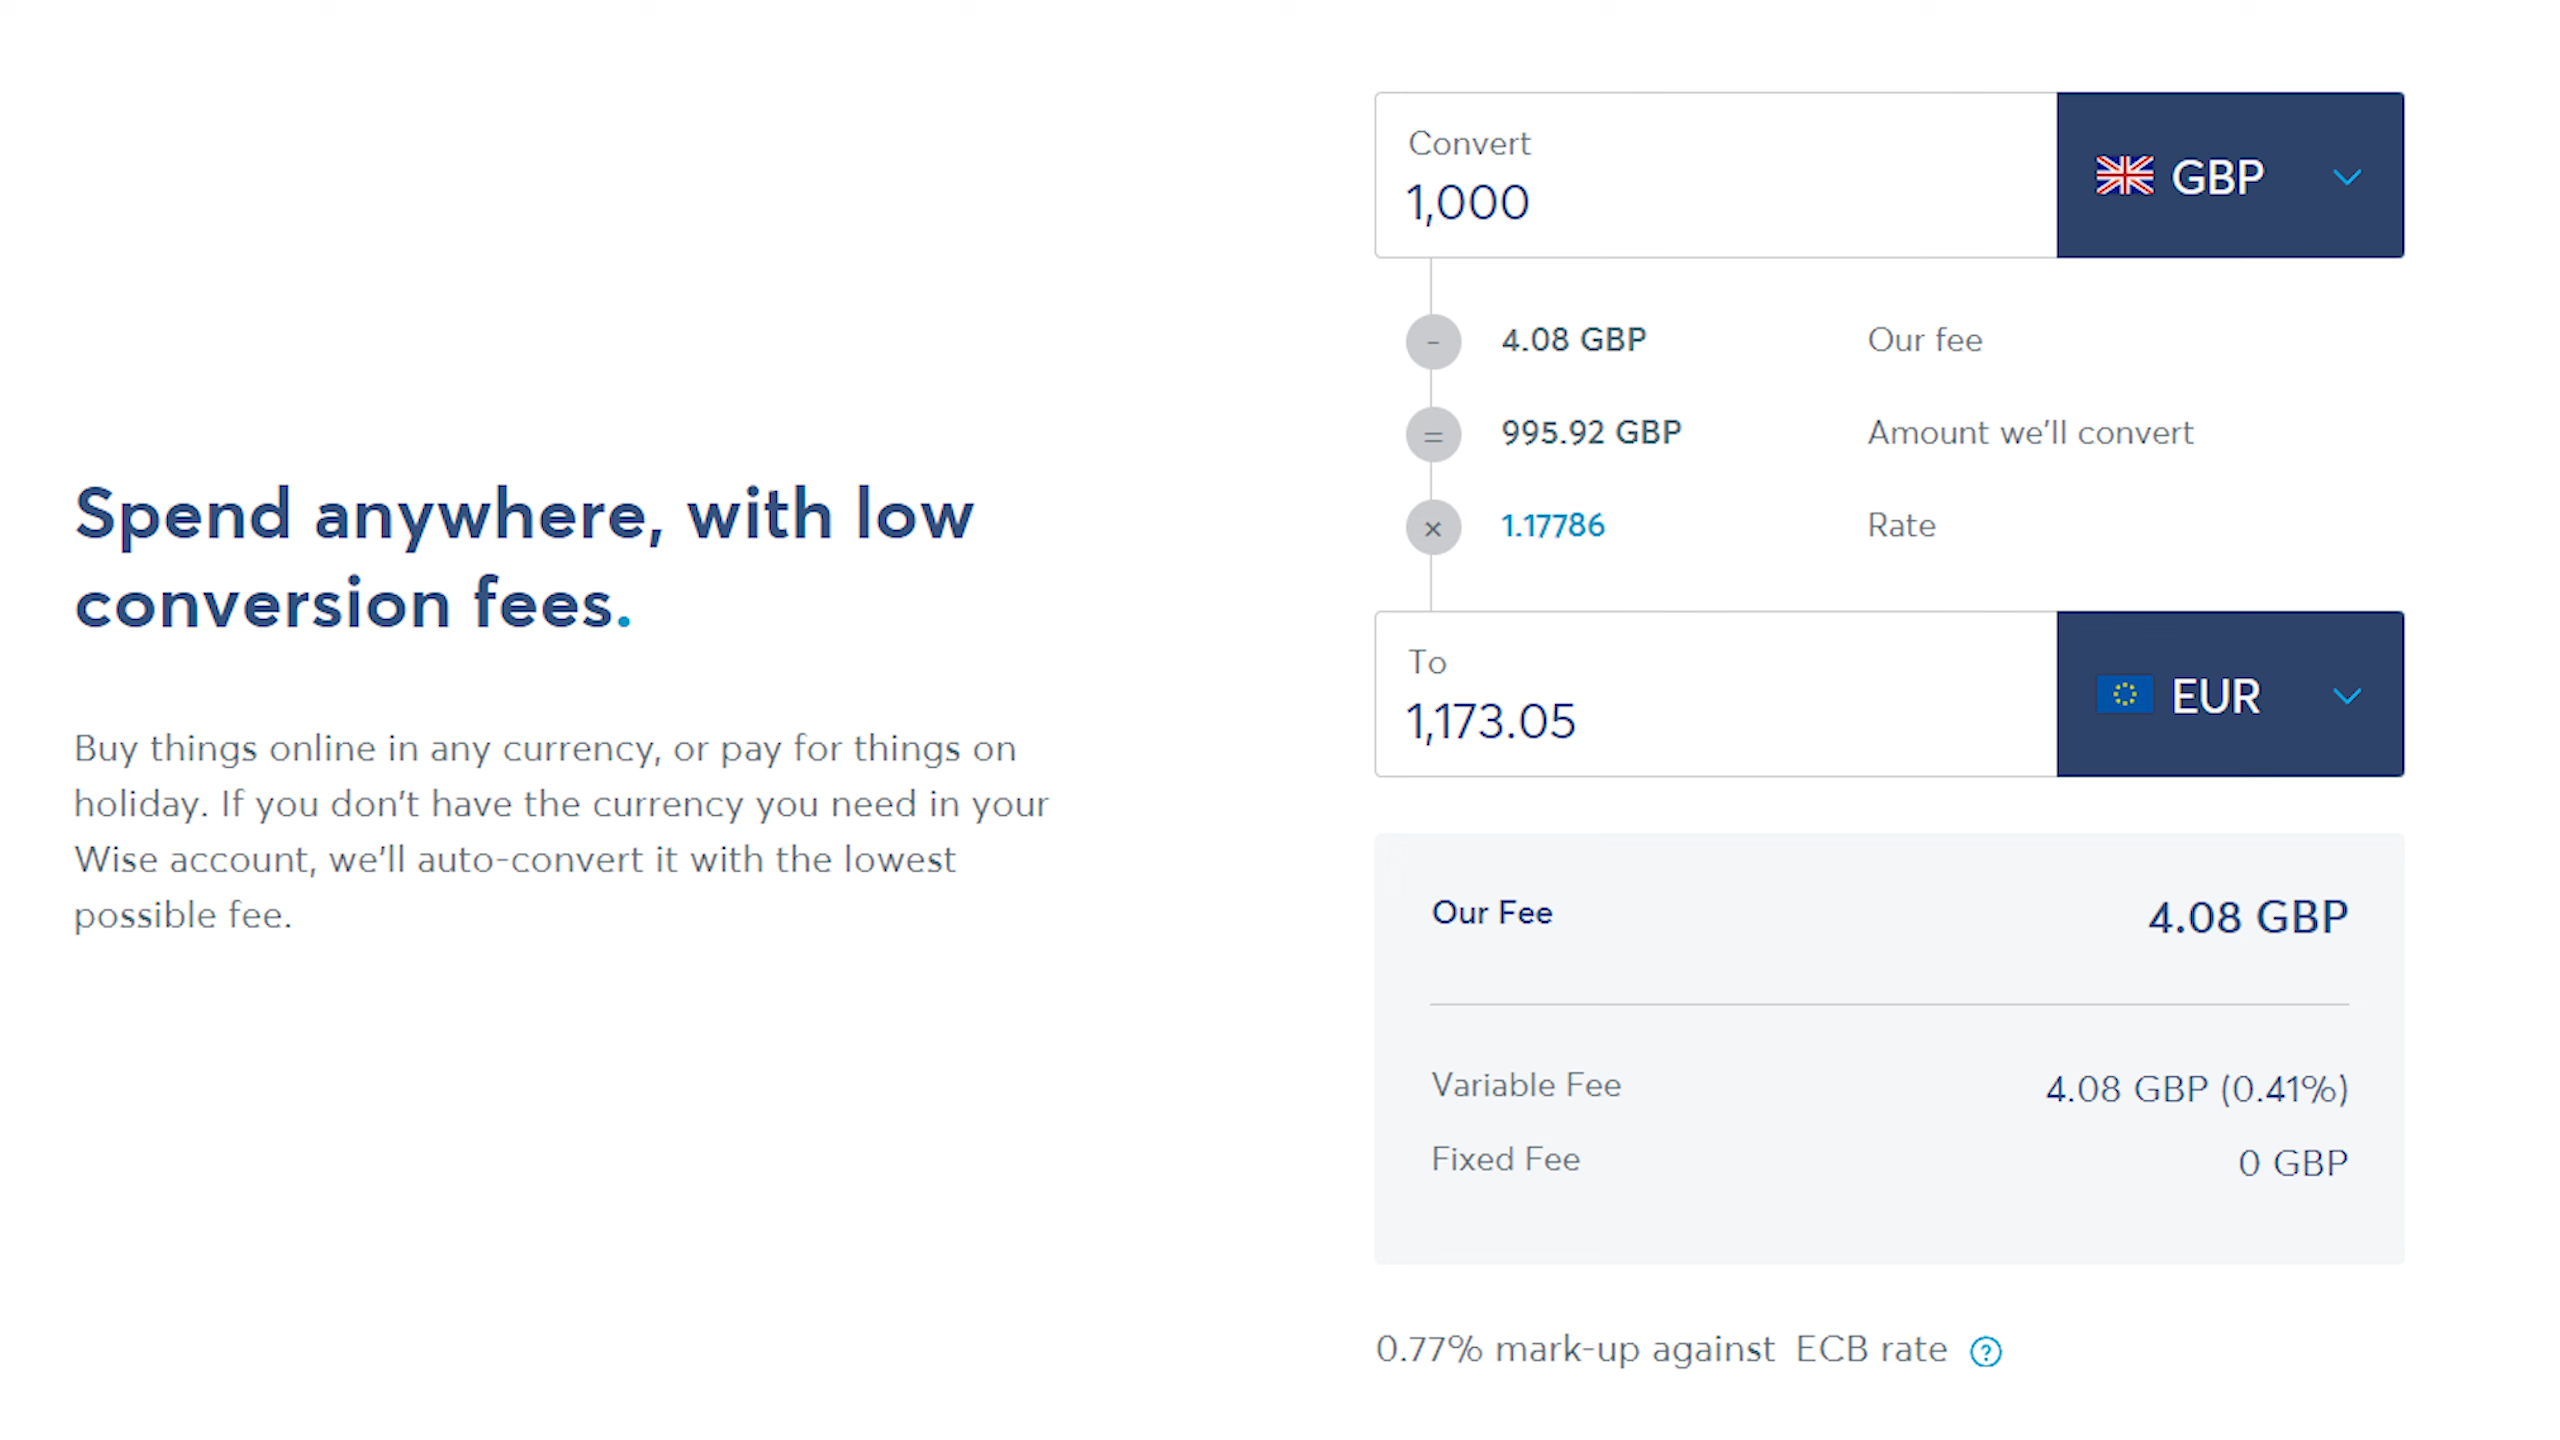 Spend anywhere, with low
conversion fees.
Buy things online in any currency, or pay for things on
holiday. If you don't have the currency you need in your
Wise account, we'll auto-convert it with the lowest
possible fee.
Convert
1,000
GBP
- 4.08 GBP Our fee
= 995.92 GBP Amount we'll convert
× 1.17786 Rate
To
1,173.05
EUR
Our Fee 4.08 GBP
Variable Fee 4.08 GBP (0.41%)
Fixed Fee 0 GBP
0.77% mark-up against ECB rate ?